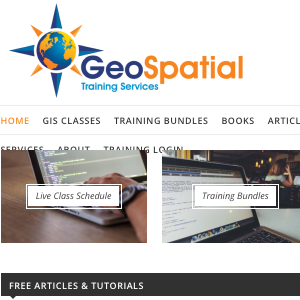 GeoSpatial
Training Services
HOME GIS CLASSES TRAINING BUNDLES BOOKS ARTICL
SERVICES ABOUT TRAINING LOGIN
Live Class Schedule
Training Bundles
FREE ARTICLES & TUTORIALS